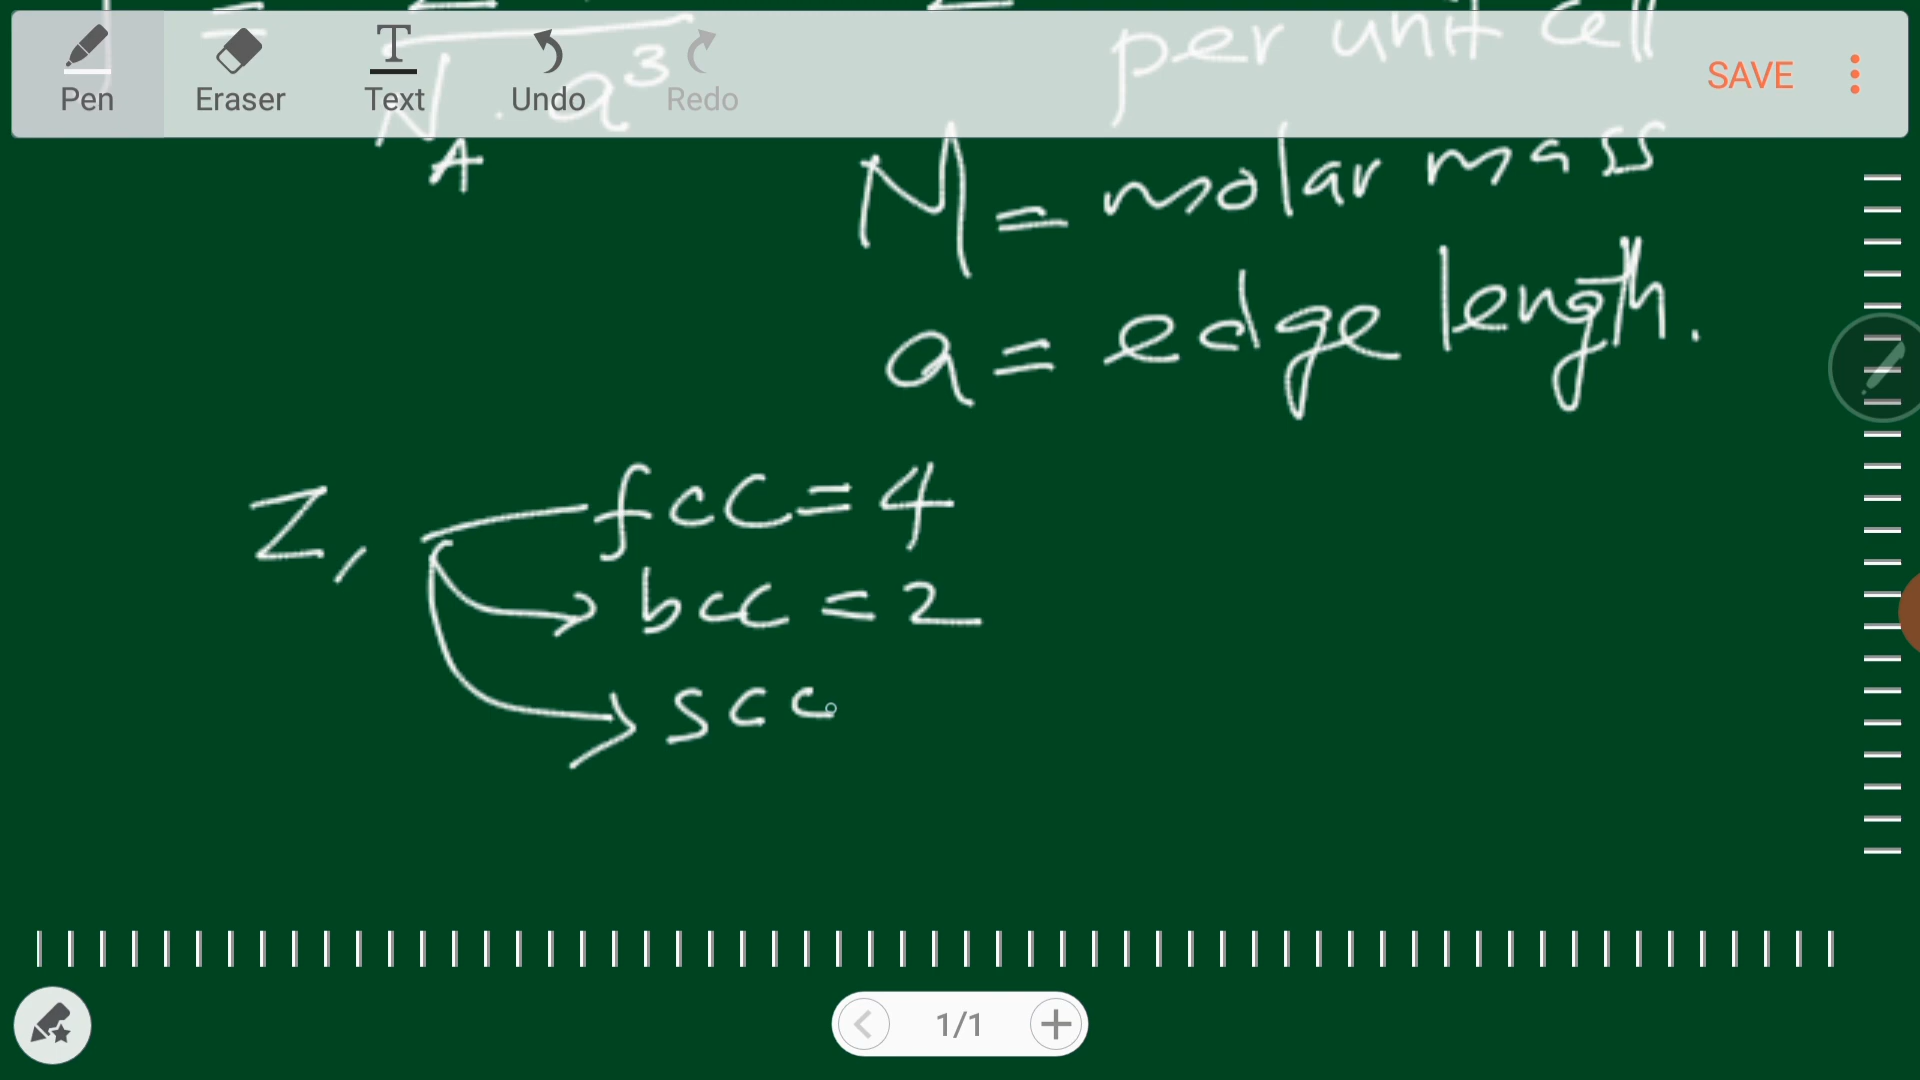 per unit cell
Pen Eraser Text Undo Redo SAVE
N_A . a³
M = molar mass
a = edge length.
Z, fcc = 4
bcc = 2
scc
1/1